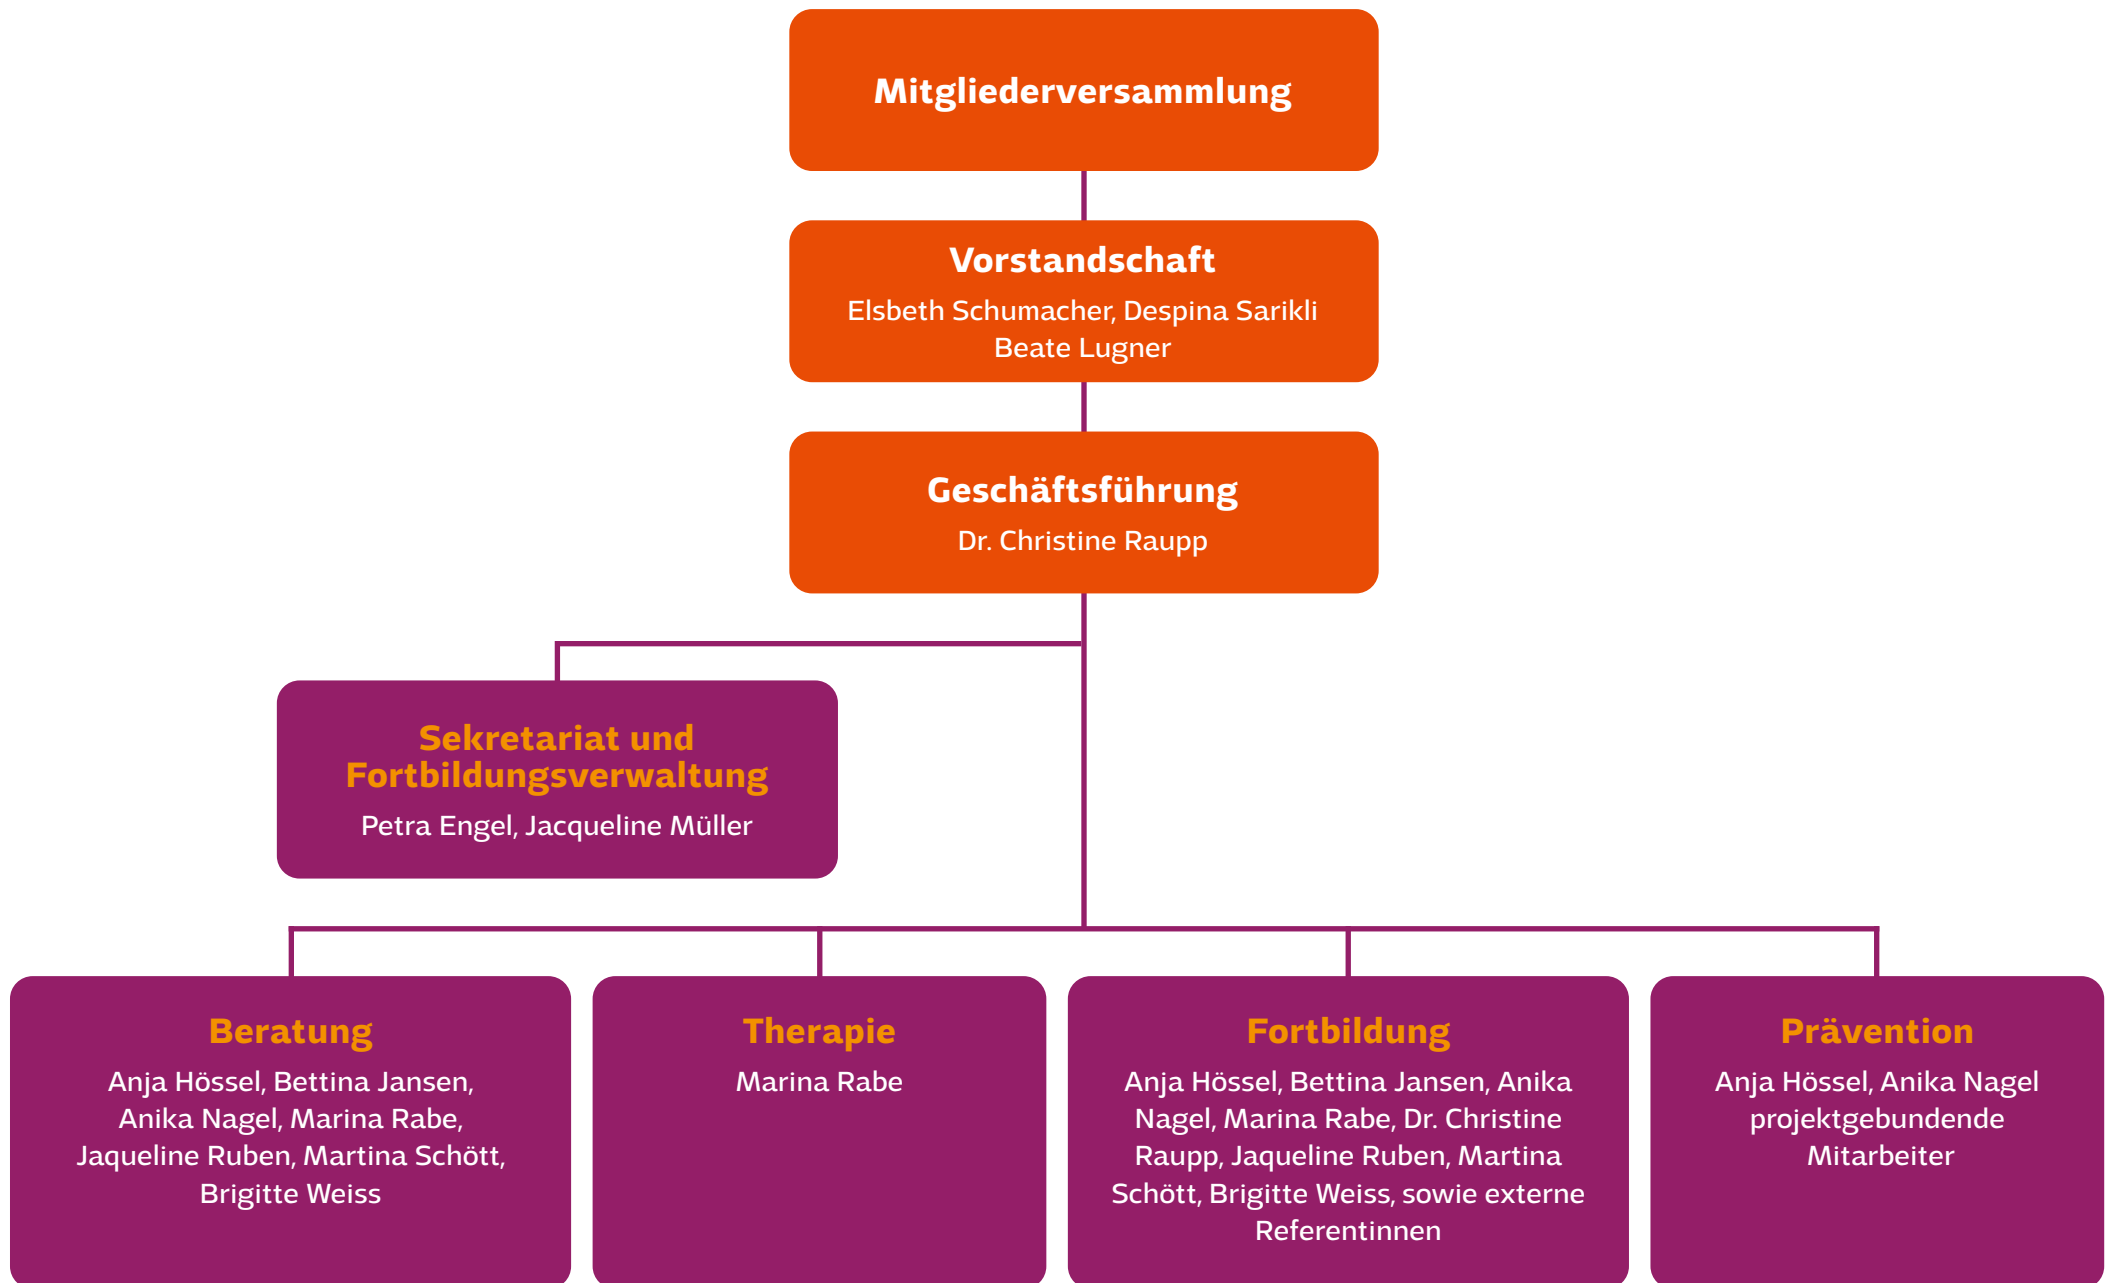 Mitgliederversammlung
Vorstandschaft
Elsbeth Schumacher, Despina Sarikli
Beate Lugner
Geschäftsführung
Dr. Christine Raupp
Sekretariat und
Fortbildungsverwaltung
Petra Engel, Jacqueline Müller
Beratung
Anja Hössel, Bettina Jansen,
Anika Nagel, Marina Rabe,
Jaqueline Ruben, Martina Schött,
Brigitte Weiss
Therapie
Marina Rabe
Fortbildung
Anja Hössel, Bettina Jansen, Anika
Nagel, Marina Rabe, Dr. Christine
Raupp, Jaqueline Ruben, Martina
Schött, Brigitte Weiss, sowie externe
Referentinnen
Prävention
Anja Hössel, Anika Nagel
projektgebundende
Mitarbeiter